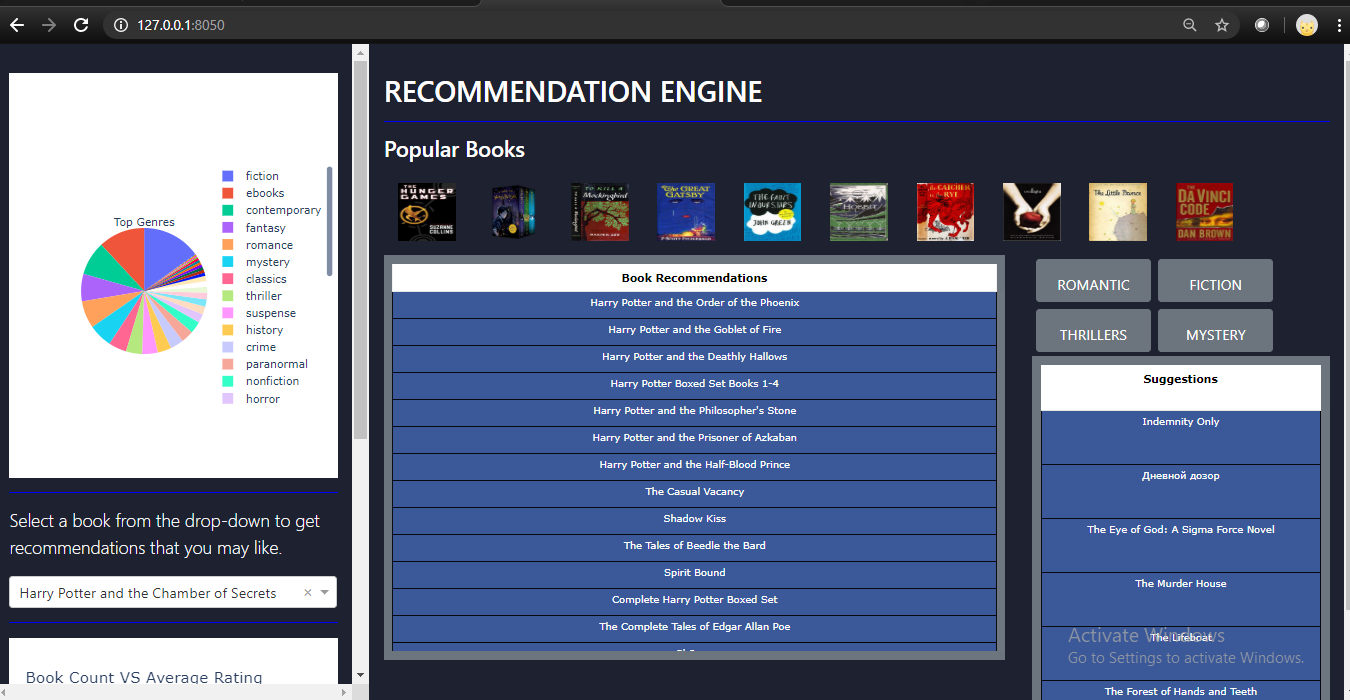 127.0.0.1:8050
Top Genres
fiction
ebooks
contemporary
fantasy
romance
mystery
classics
thriller
suspense
history
crime
paranormal
nonfiction
horror
Select a book from the drop-down to get
recommendations that you may like.
Harry Potter and the Chamber of Secrets
Book Count VS Average Rating
RECOMMENDATION ENGINE
Popular Books
THE
HUNGER
GAMES
SUZANNE
COLLINS
TO KILL A
Mockingbird
HARPER LEE
The GREAT
GATSBY
THE FAULT
IN OUR STARS
JOHN GREEN
HOBBIT
the CATCHER
in the RYE
twilight
The Little Prince
THE
DA VINCI
CODE
DAN BROWN
Book Recommendations
Harry Potter and the Order of the Phoenix
Harry Potter and the Goblet of Fire
Harry Potter and the Deathly Hallows
Harry Potter Boxed Set Books 1-4
Harry Potter and the Philosopher's Stone
Harry Potter and the Prisoner of Azkaban
Harry Potter and the Half-Blood Prince
The Casual Vacancy
Shadow Kiss
The Tales of Beedle the Bard
Spirit Bound
Complete Harry Potter Boxed Set
The Complete Tales of Edgar Allan Poe
ROMANTIC
FICTION
THRILLERS
MYSTERY
Suggestions
Indemnity Only
Дневной дозор
The Eye of God: A Sigma Force Novel
The Murder House
The Lifeboat
The Forest of Hands and Teeth
Activate Windows
Go to Settings to activate Windows.